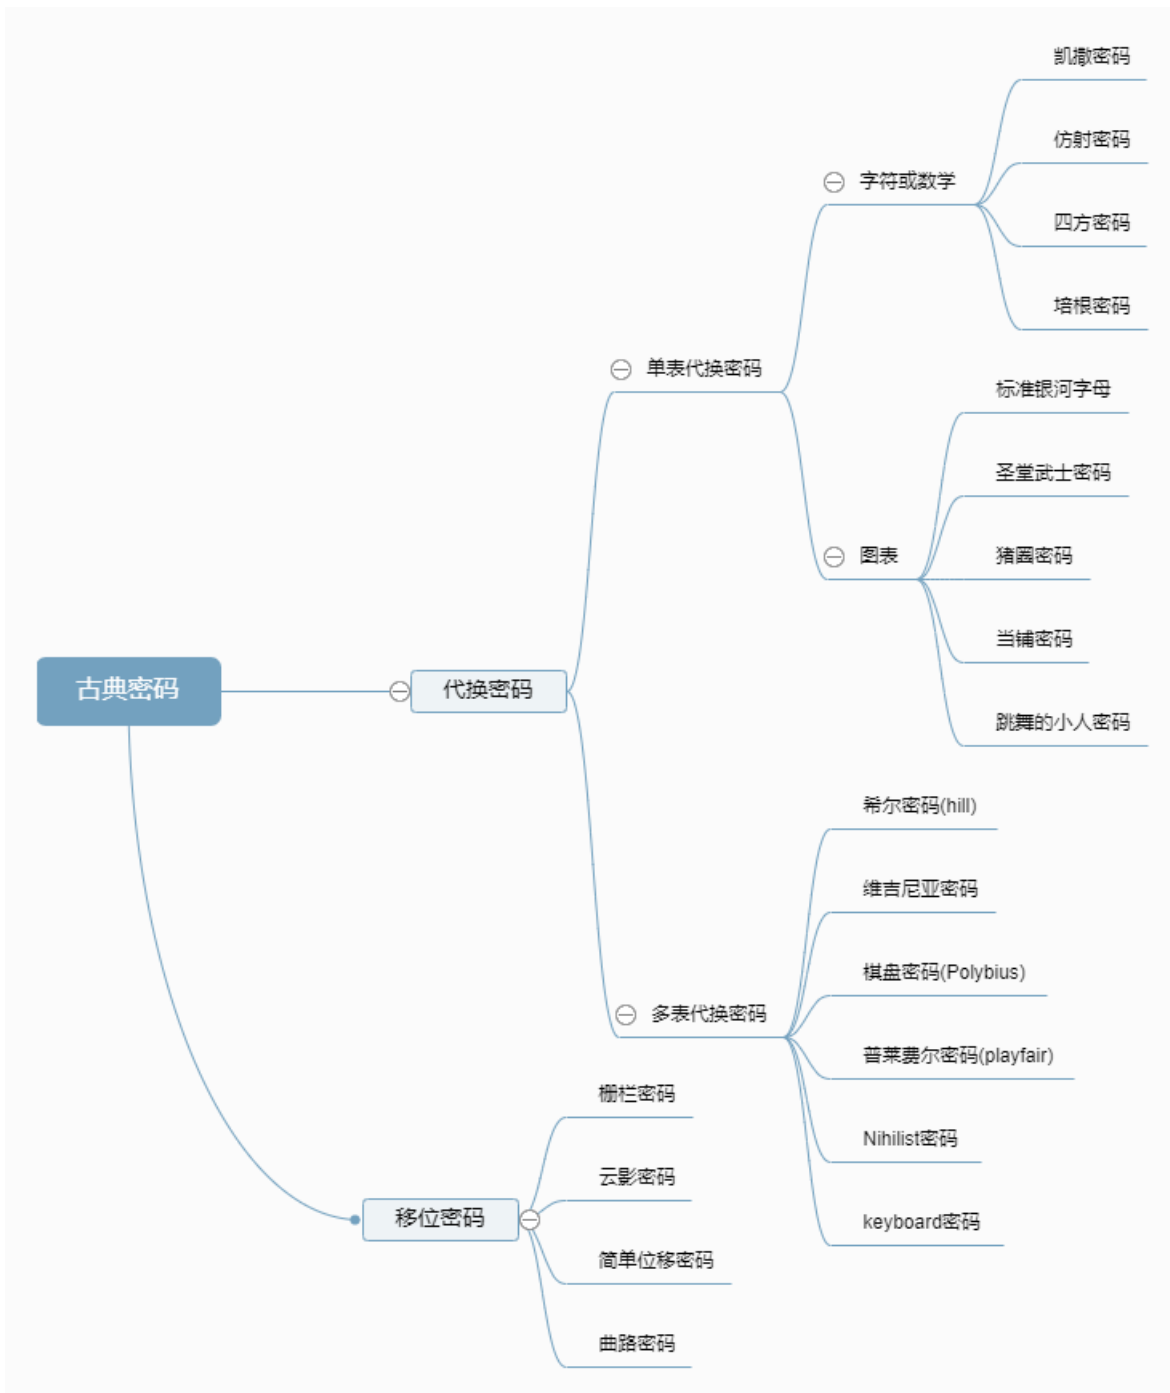 古典密码
代换密码
单表代换密码
字符或数学
凯撒密码
仿射密码
四方密码
培根密码
图表
标准银河字母
圣堂武士密码
猪圈密码
当铺密码
跳舞的小人密码
多表代换密码
希尔密码(hill)
维吉尼亚密码
棋盘密码(Polybius)
普莱费尔密码(playfair)
Nihilist密码
keyboard密码
移位密码
栅栏密码
云影密码
简单位移密码
曲路密码